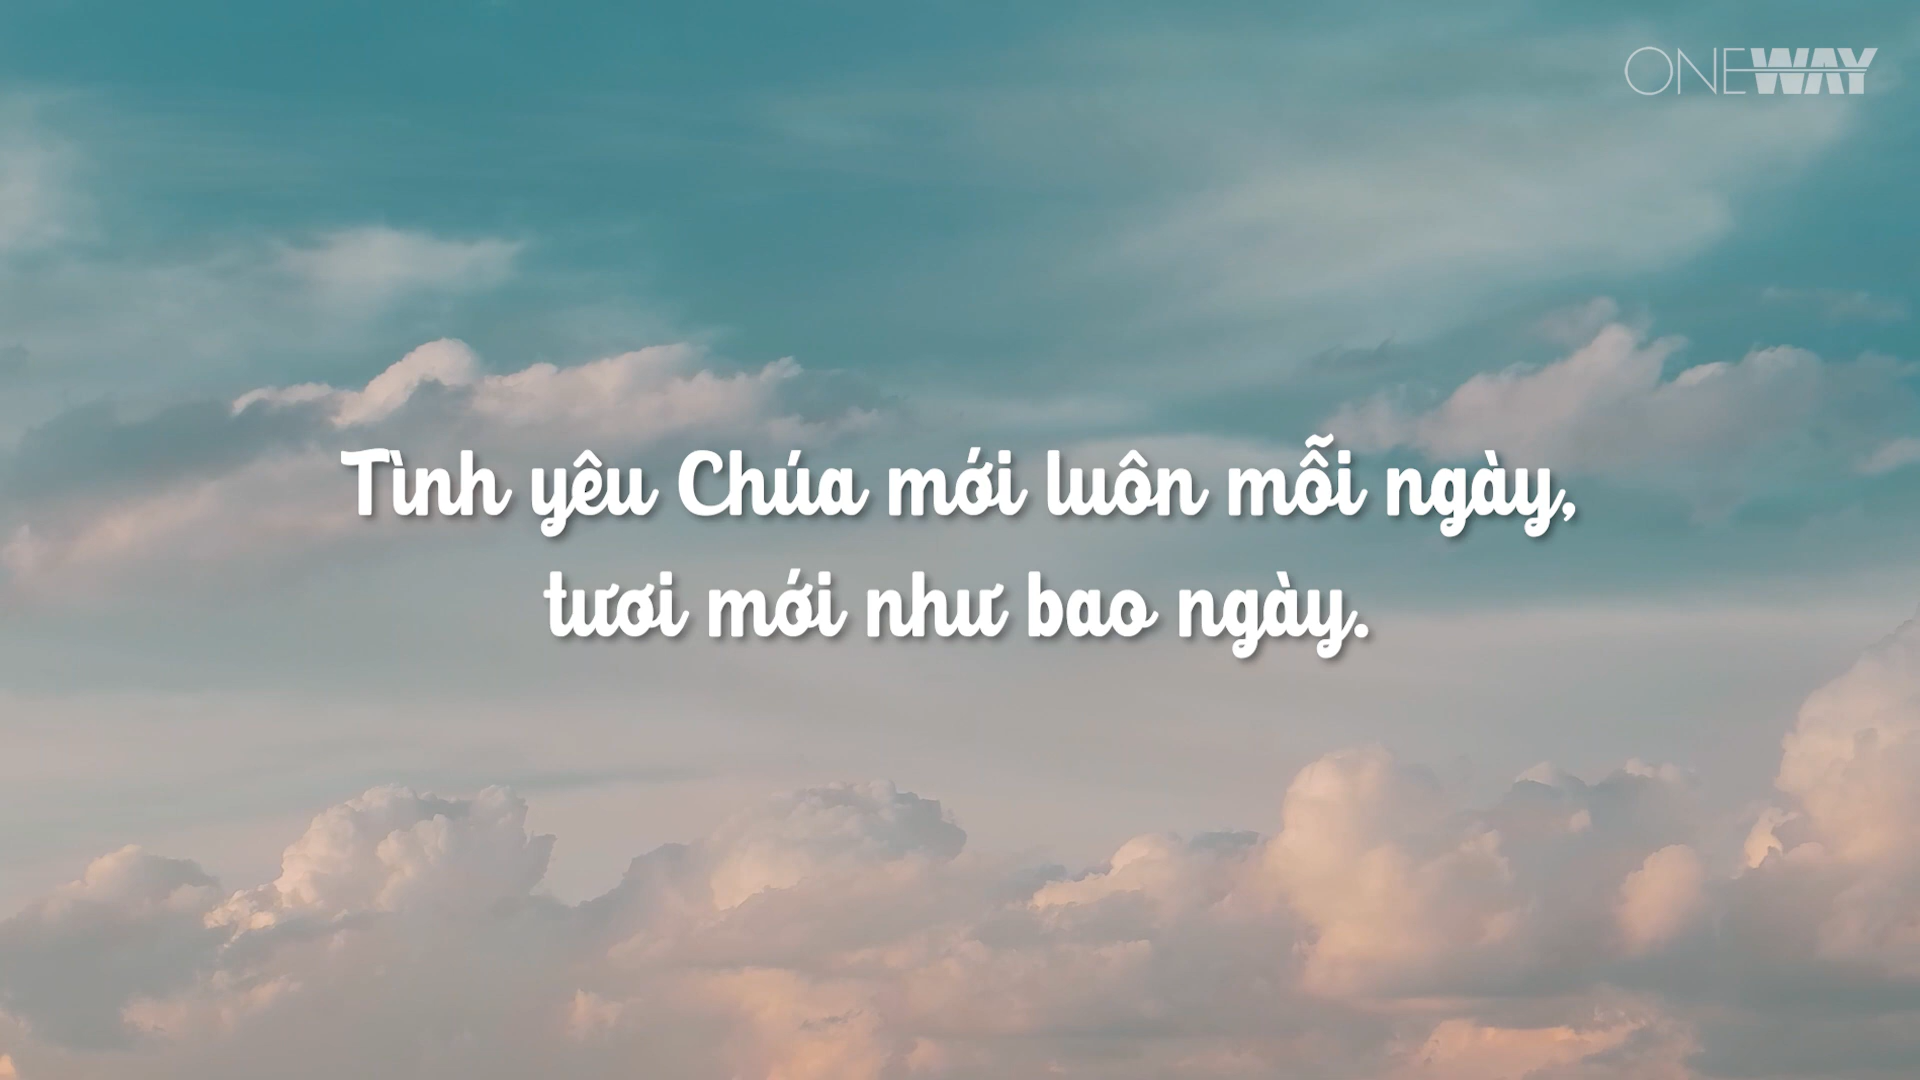 ONEWAY
Tình yêu Chúa mới luôn mỗi ngày,
tươi mới như bao ngày.